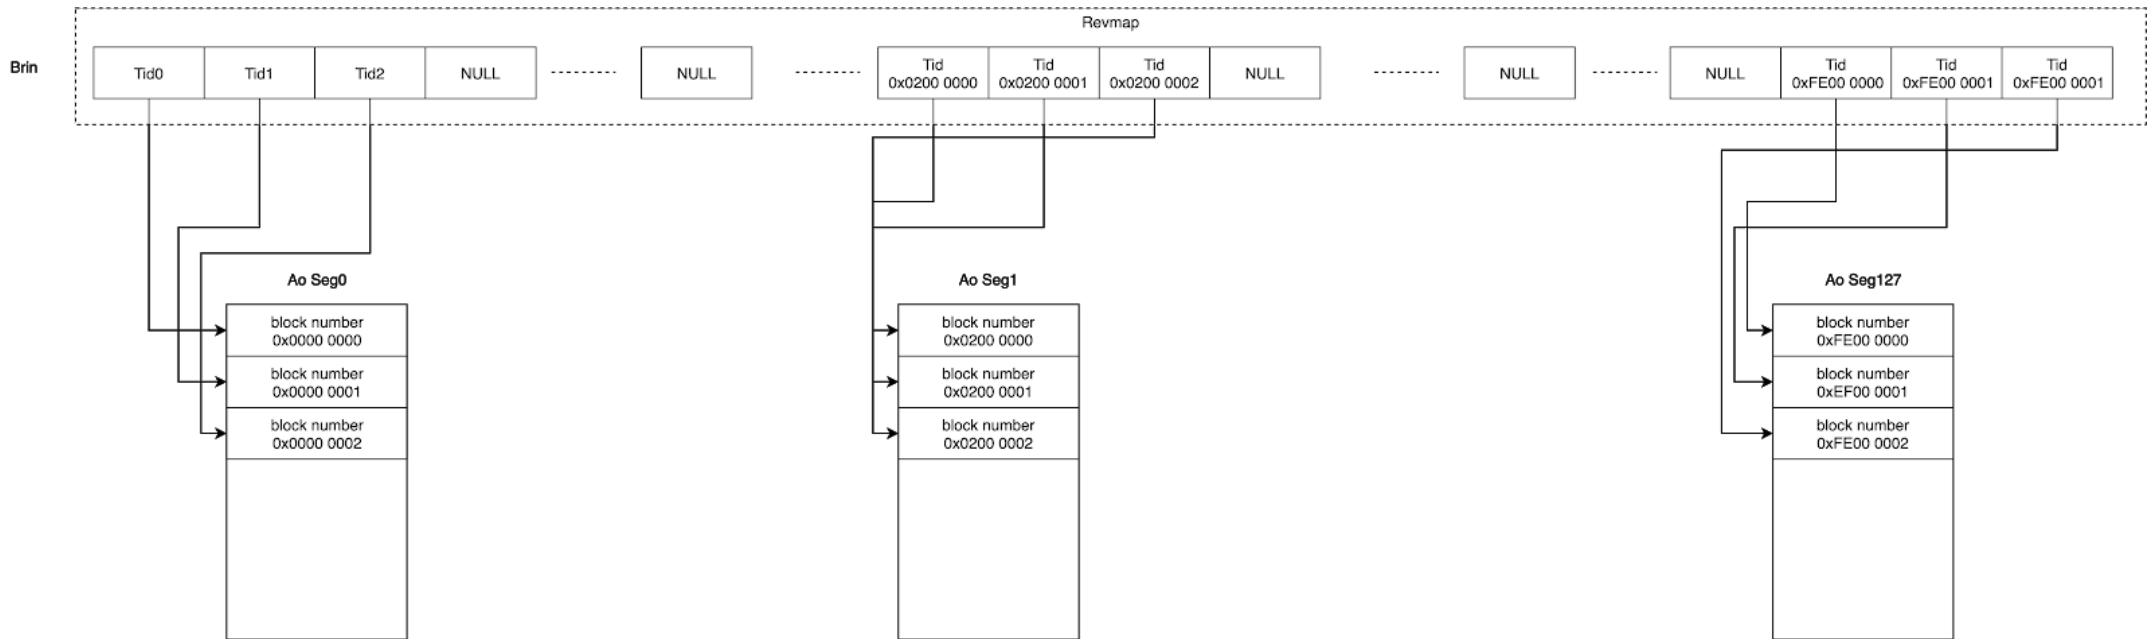 Revmap
Brin
Tid0
Tid1
Tid2
NULL
NULL
Tid
0x0200 0000
Tid
0x0200 0001
Tid
0x0200 0002
NULL
NULL
NULL
Tid
0xFE00 0000
Tid
0xFE00 0001
Tid
0xFE00 0001
Ao Seg0
block number
0x0000 0000
block number
0x0000 0001
block number
0x0000 0002
Ao Seg1
block number
0x0200 0000
block number
0x0200 0001
block number
0x0200 0002
Ao Seg127
block number
0xFE00 0000
block number
0xEF00 0001
block number
0xFE00 0002